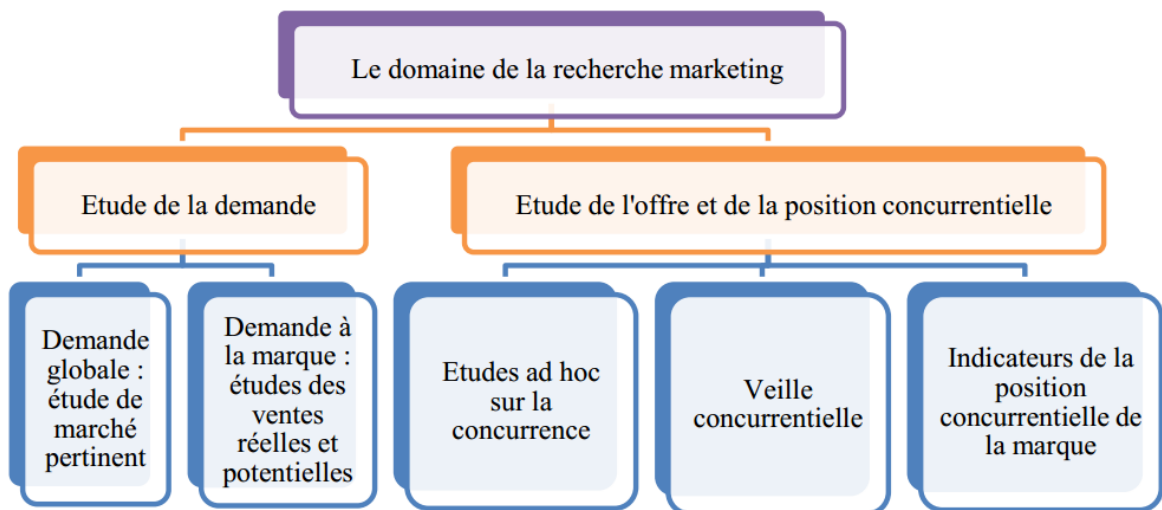 Le domaine de la recherche marketing
Etude de la demande
Etude de l'offre et de la position concurrentielle
Demande
globale :
étude de
marché
pertinent
Demande à
la marque :
études des
ventes
réelles et
potentielles
Etudes ad hoc
sur la
concurrence
Veille
concurrentielle
Indicateurs de la
position
concurrentielle de
la marque